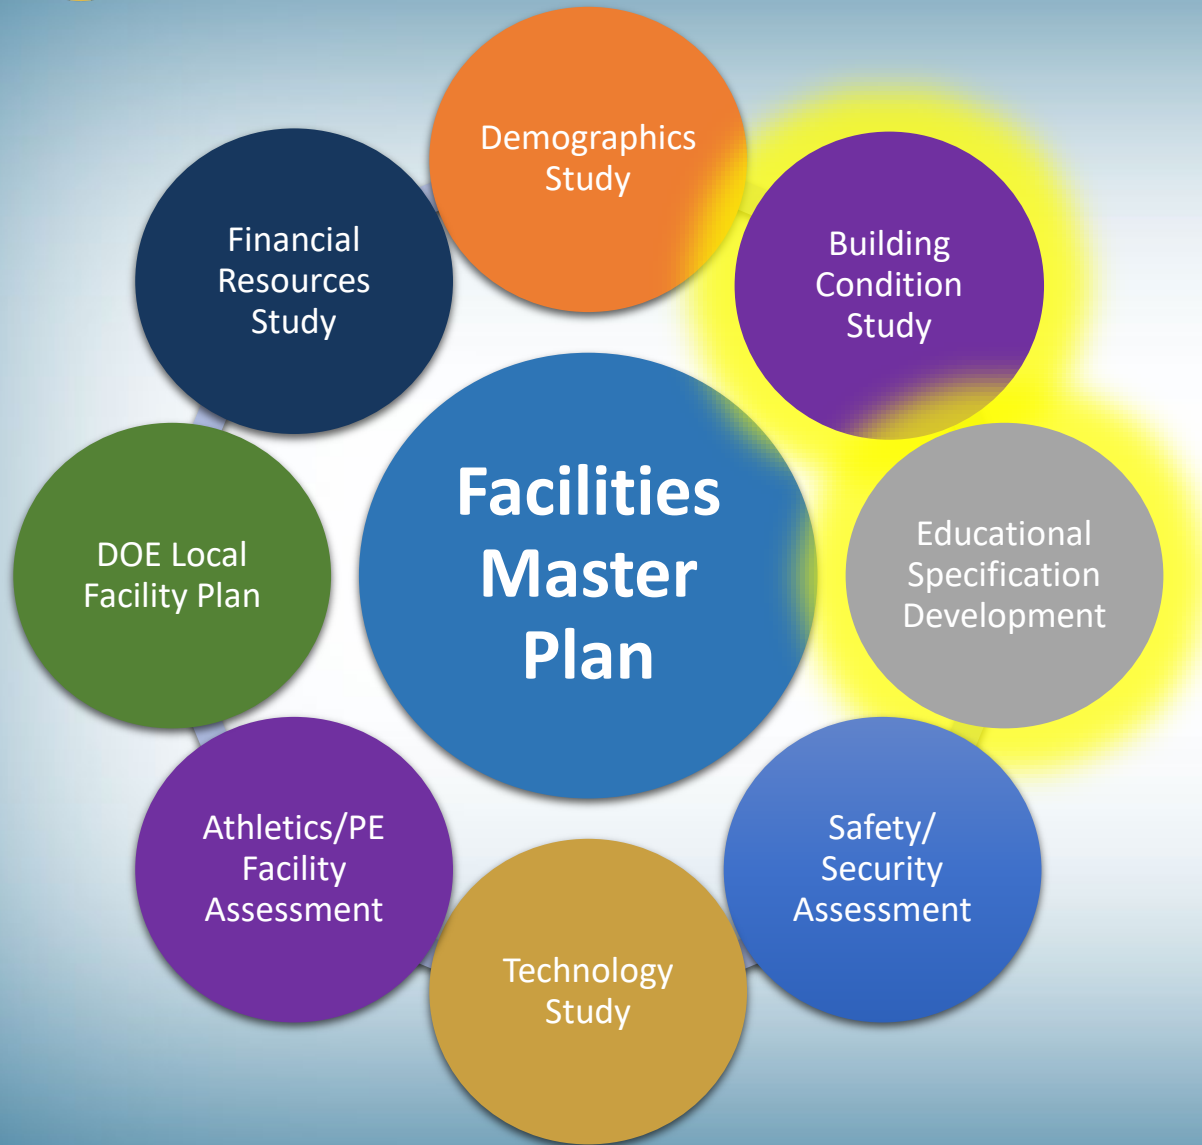 Demographics
Study
Building
Condition
Study
Educational
Specification
Development
Safety/
Security
Assessment
Technology
Study
Athletics/PE
Facility
Assessment
DOE Local
Facility Plan
Financial
Resources
Study
Facilities
Master
Plan